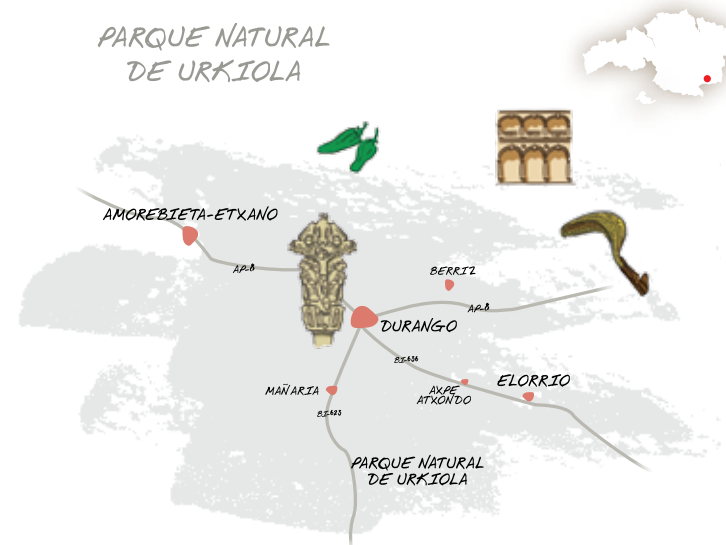 PARQUE NATURAL
DE URKIOLA
AMOREBIETA-ETXANO
AP-8
BERRIZ
AP-8
DURANGO
BI-636
ELORRIO
MAÑARIA
AXPE
ATXONDO
BI-623
PARQUE NATURAL
DE URKIOLA